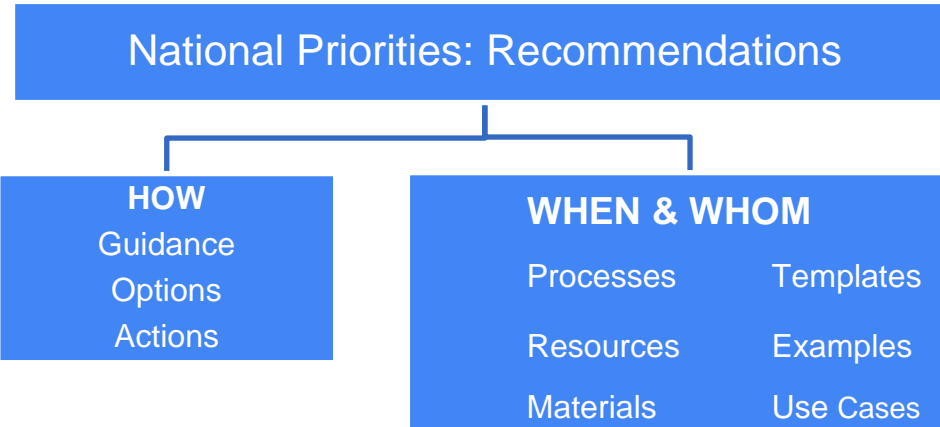 National Priorities: Recommendations
HOW
Guidance
Options
Actions
WHEN & WHOM
Processes Templates
Resources Examples
Materials Use Cases